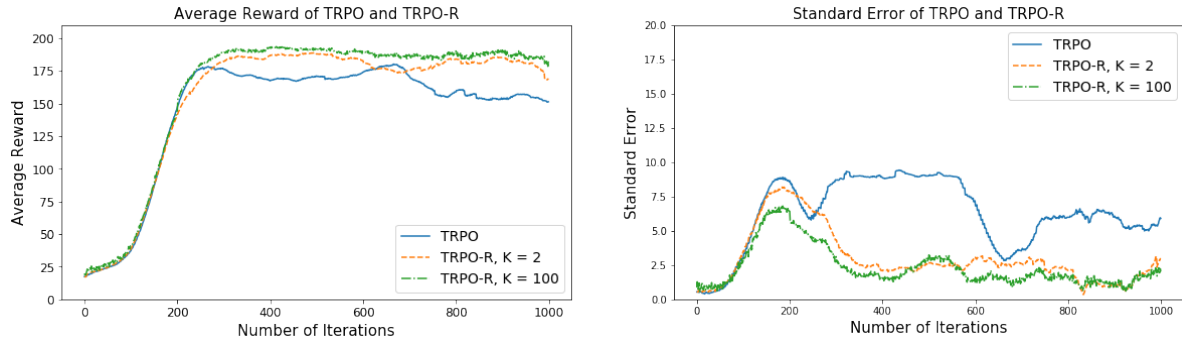 Average Reward of TRPO and TRPO-R
200
175
150
125
100
75
50
25
0
Average Reward
TRPO
TRPO-R, K = 2
TRPO-R, K = 100
0 200 400 600 800 1000
Number of Iterations
Standard Error of TRPO and TRPO-R
20.0
17.5
15.0
12.5
10.0
7.5
5.0
2.5
0.0
Standard Error
TRPO
TRPO-R, K = 2
TRPO-R, K = 100
0 200 400 600 800 1000
Number of Iterations